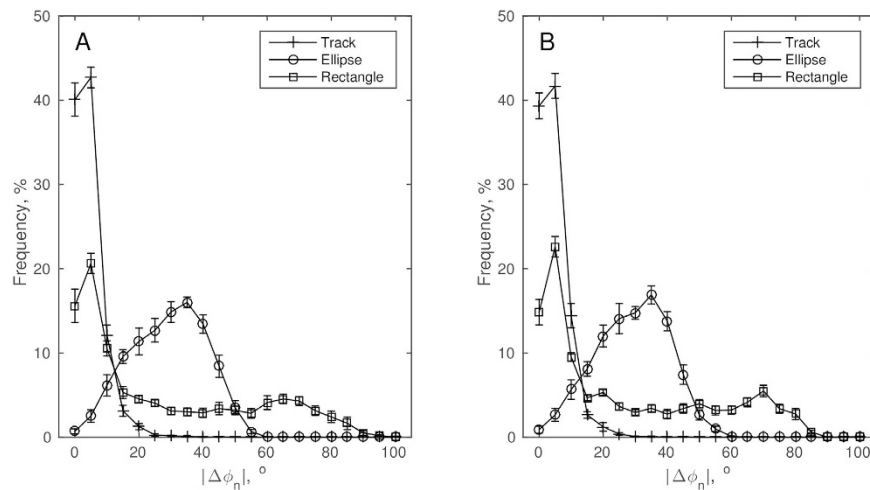 A
Track
Ellipse
Rectangle
Frequency, %
50
40
30
20
10
0
0 20 40 60 80 100
|Δϕn|, o
B
Track
Ellipse
Rectangle
Frequency, %
50
40
30
20
10
0
0 20 40 60 80 100
|Δϕn|, o